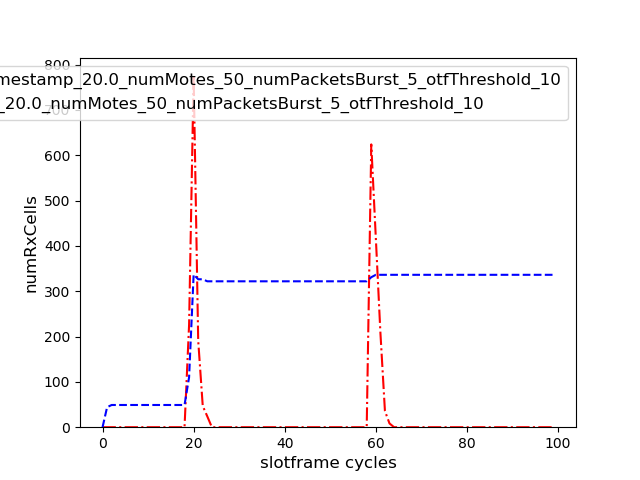 mestamp_20.0_numMotes_50_numPacketsBurst_5_otfThreshold_10
_20.0_numMotes_50_numPacketsBurst_5_otfThreshold_10
800
700
600
500
400
300
200
100
0
numRxCells
0 20 40 60 80 100
slotframe cycles